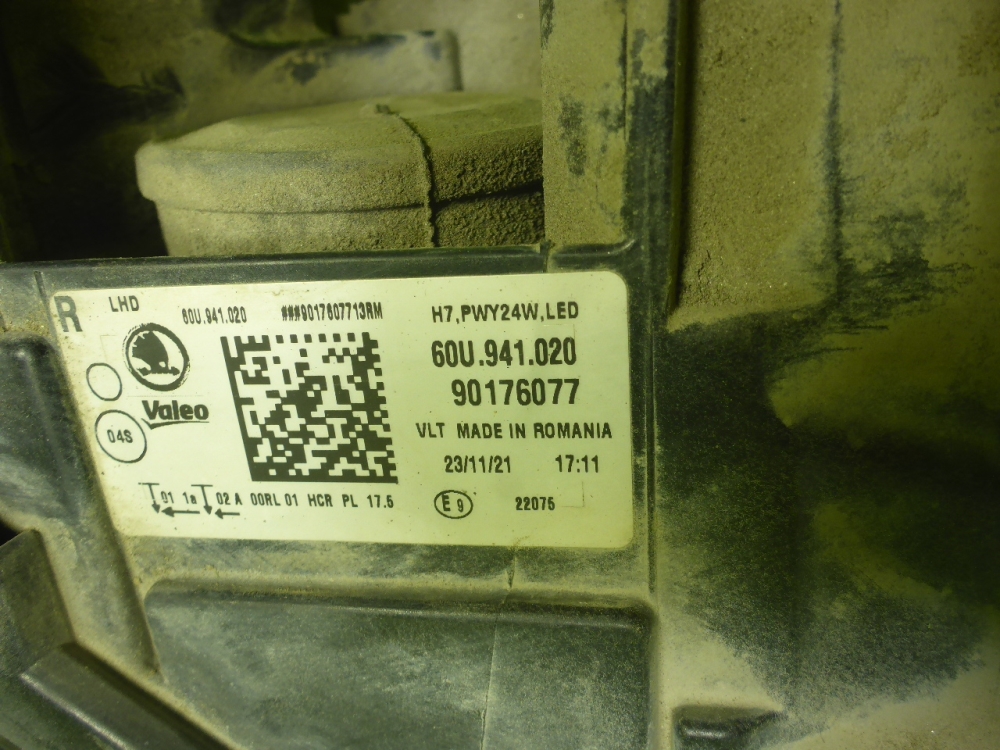 R LHD 60U.941.020 ###9017607713RM H7,PWY24W,LED
60U.941.020
90176077
Valeo
04S
VLT MADE IN ROMANIA
23/11/21 17:11
01 1a 02 A 00RL 01 HCR PL 17.5
E 9 22075